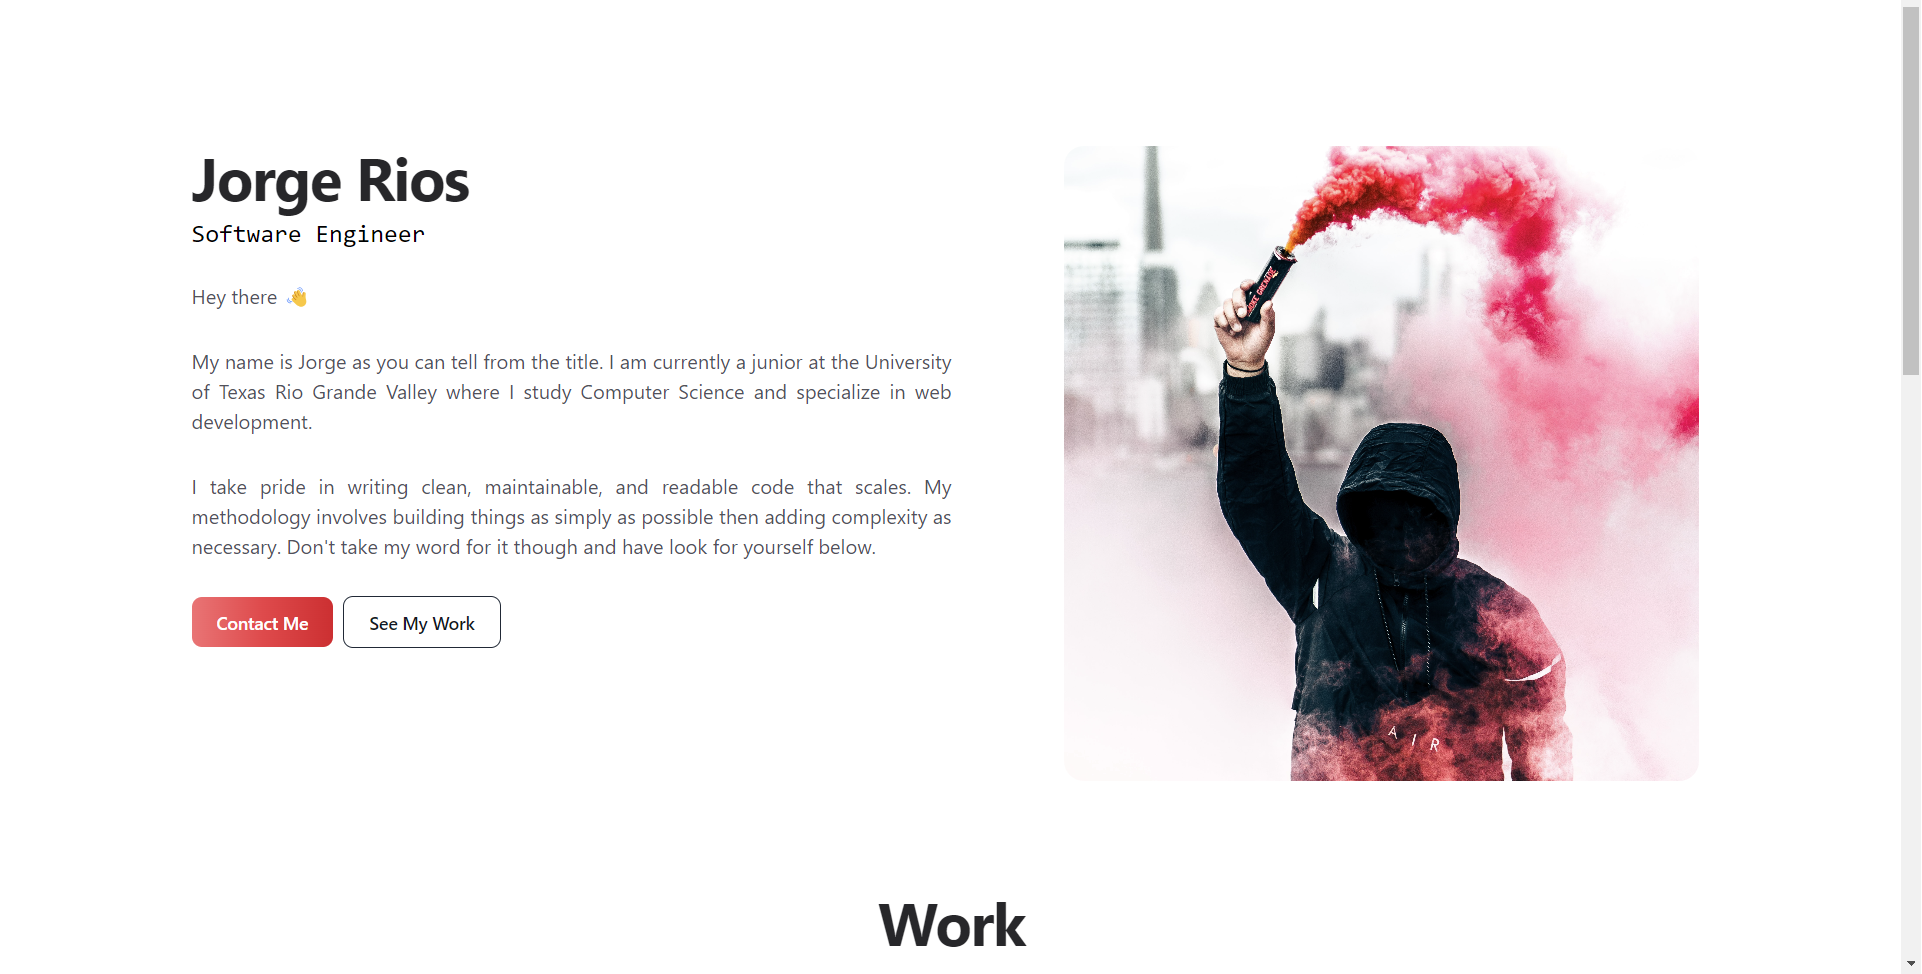 Jorge Rios
Software Engineer
Hey there 👋
My name is Jorge as you can tell from the title. I am currently a junior at the University
of Texas Rio Grande Valley where I study Computer Science and specialize in web
development.
I take pride in writing clean, maintainable, and readable code that scales. My
methodology involves building things as simply as possible then adding complexity as
necessary. Don't take my word for it though and have look for yourself below.
Contact Me
See My Work
SMOKE GRENADE
A I R
Work